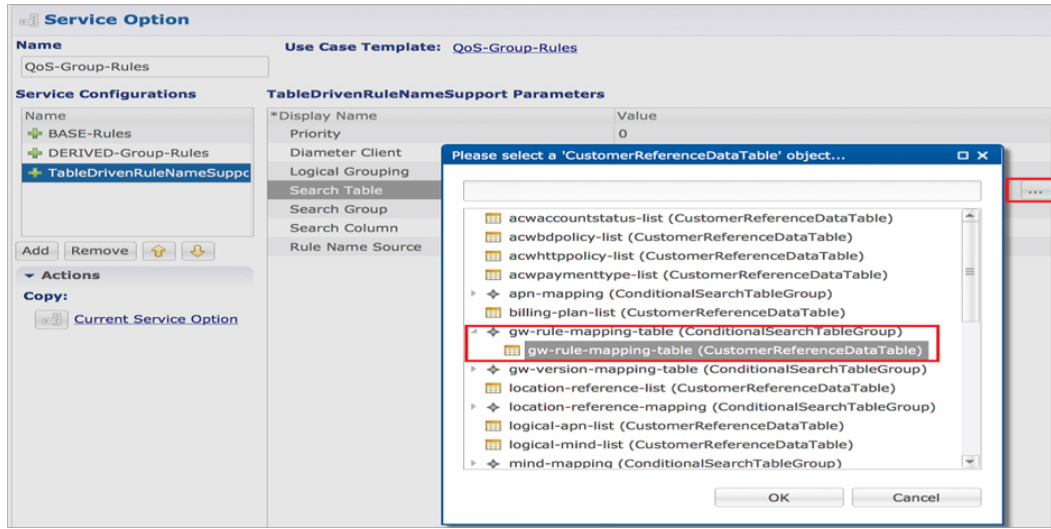 Service Option
Name
Use Case Template: QoS-Group-Rules
QoS-Group-Rules
Service Configurations
TableDrivenRuleNameSupport Parameters
Name
*Display Name Value
BASE-Rules
Priority 0
DERIVED-Group-Rules
Diameter Client
TableDrivenRuleNameSuppc
Logical Grouping
Search Table
...
Search Group
Search Column
Rule Name Source
Add Remove
Actions
Copy:
Current Service Option
Please select a 'CustomerReferenceDataTable' object...
acwaccountstatus-list (CustomerReferenceDataTable)
acwbdpolicy-list (CustomerReferenceDataTable)
acwhttppolicy-list (CustomerReferenceDataTable)
acwpaymenttype-list (CustomerReferenceDataTable)
apn-mapping (ConditionalSearchTableGroup)
billing-plan-list (CustomerReferenceDataTable)
gw-rule-mapping-table (ConditionalSearchTableGroup)
gw-rule-mapping-table (CustomerReferenceDataTable)
gw-version-mapping-table (ConditionalSearchTableGroup)
location-reference-list (CustomerReferenceDataTable)
location-reference-mapping (ConditionalSearchTableGroup)
logical-apn-list (CustomerReferenceDataTable)
logical-mind-list (CustomerReferenceDataTable)
mind-mapping (ConditionalSearchTableGroup)
OK Cancel